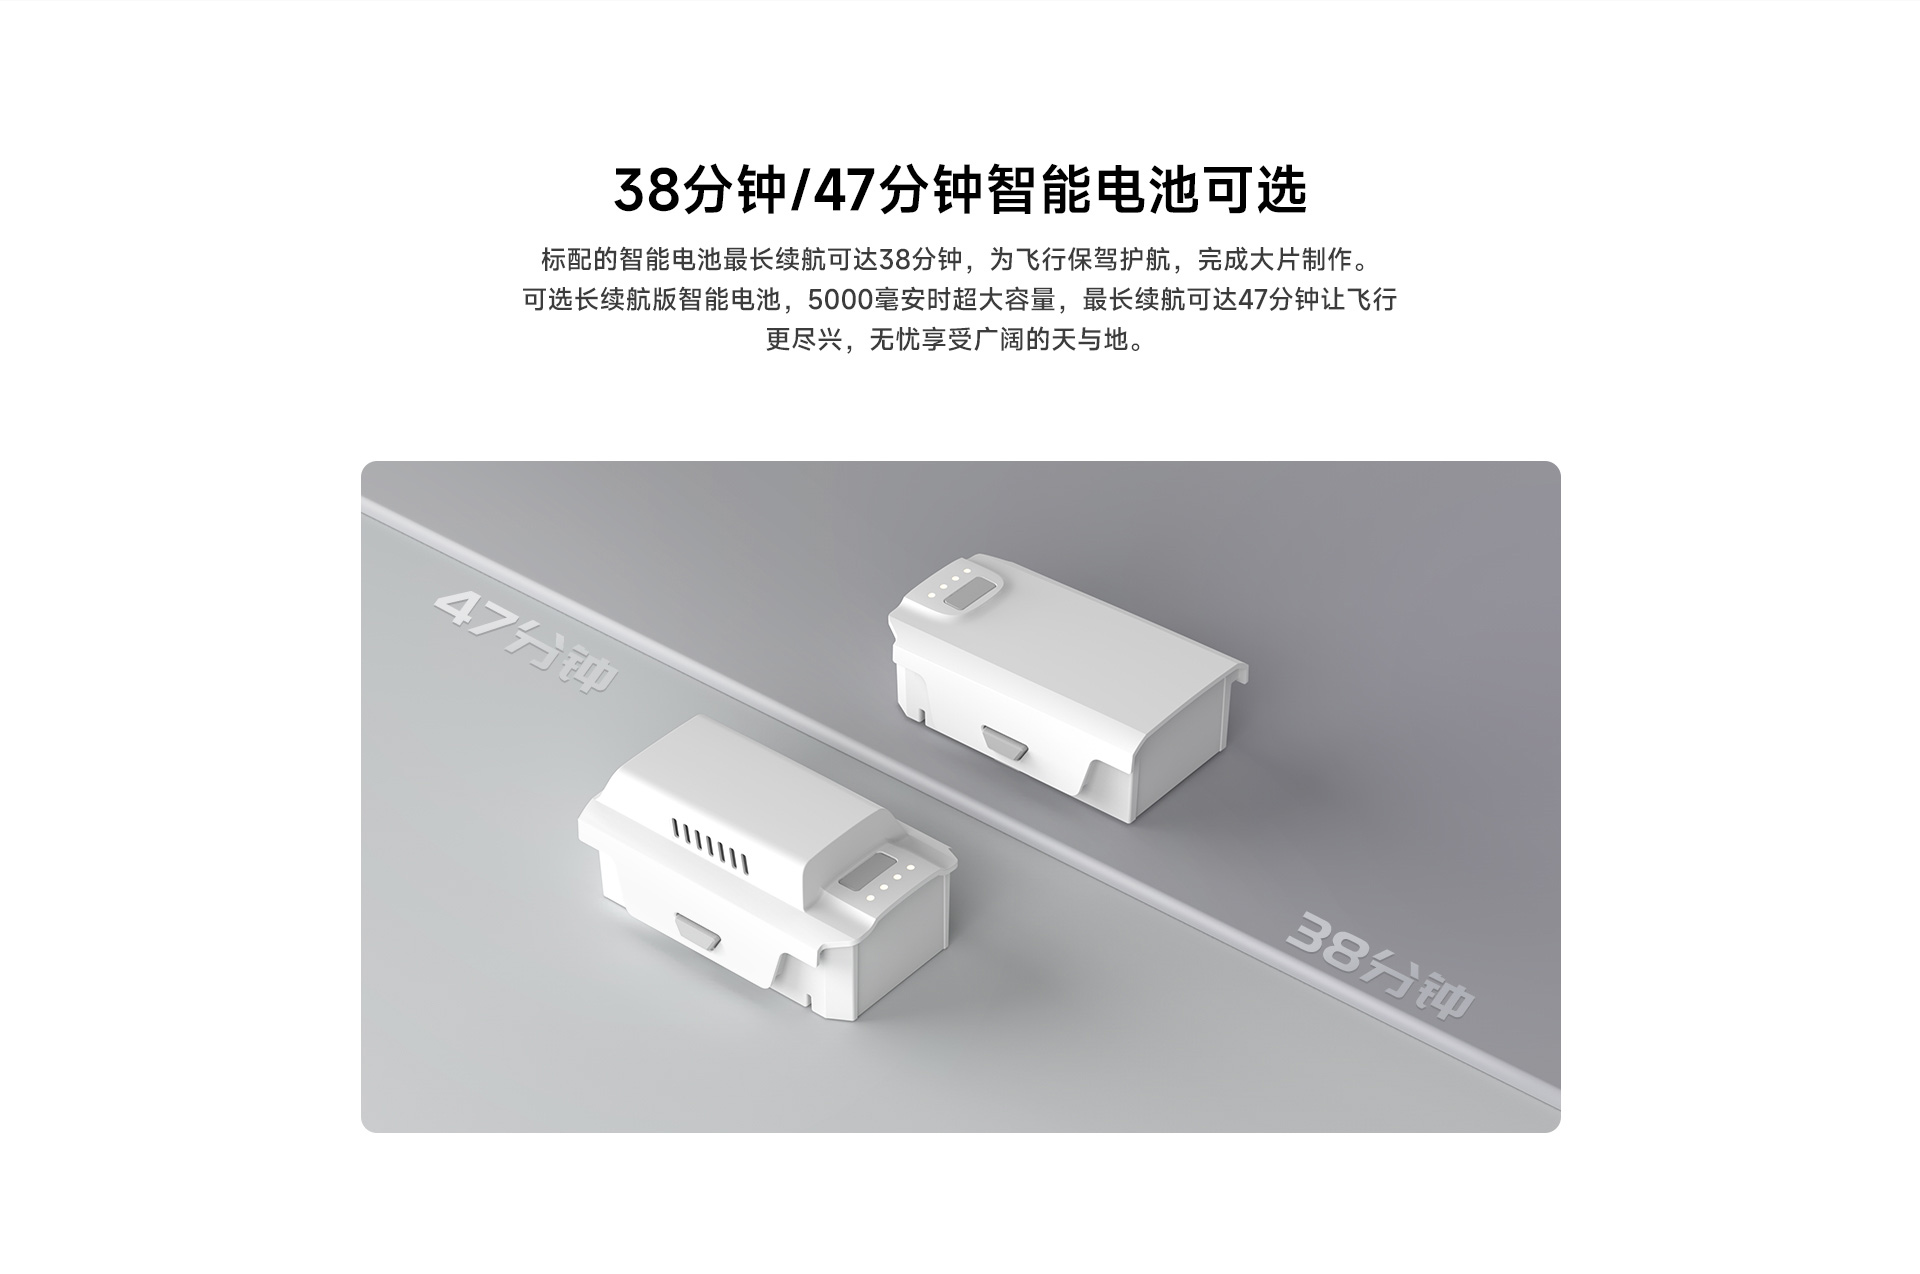 38分钟/47分钟智能电池可选
标配的智能电池最长续航可达38分钟，为飞行保驾护航，完成大片制作。
可选长续航版智能电池，5000毫安时超大容量，最长续航可达47分钟让飞行
更尽兴，无忧享受广阔的天与地。
47分钟
38分钟